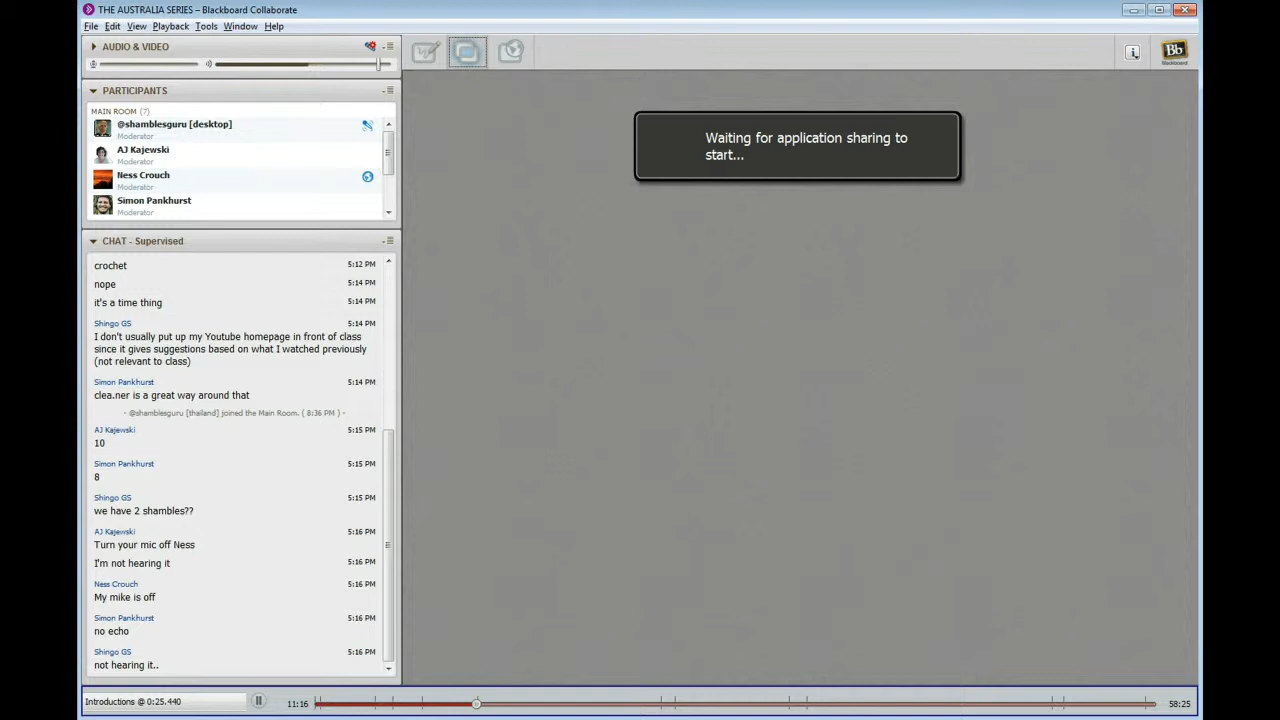 THE AUSTRALIA SERIES – Blackboard Collaborate
File Edit View Playback Tools Window Help
AUDIO & VIDEO
PARTICIPANTS
MAIN ROOM (7)
@shamblesguru [desktop]
Moderator
AJ Kajewski
Moderator
Ness Crouch
Moderator
Simon Pankhurst
Moderator
CHAT - Supervised
crochet 5:12 PM
nope 5:14 PM
it's a time thing 5:14 PM
Shingo GS 5:14 PM
I don't usually put up my Youtube homepage in front of class
since it gives suggestions based on what I watched previously
(not relevant to class)
Simon Pankhurst 5:14 PM
clea.ner is a great way around that
- @shamblesguru [thailand] joined the Main Room. ( 8:36 PM ) -
AJ Kajewski 5:15 PM
10
Simon Pankhurst 5:15 PM
8
Shingo GS 5:15 PM
we have 2 shambles??
AJ Kajewski 5:16 PM
Turn your mic off Ness
I'm not hearing it 5:16 PM
Ness Crouch 5:16 PM
My mike is off
Simon Pankhurst 5:16 PM
no echo
Shingo GS 5:16 PM
not hearing it..
Waiting for application sharing to
start...
Bb
Blackboard
Introductions @ 0:25.440
11:16
58:25